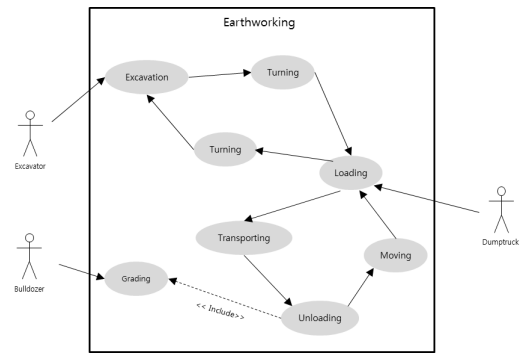 Earthworking
Excavation
Turning
Turning
Loading
Excavator
Dumptruck
Transporting
Moving
Bulldozer
Grading
<< Include>>
Unloading